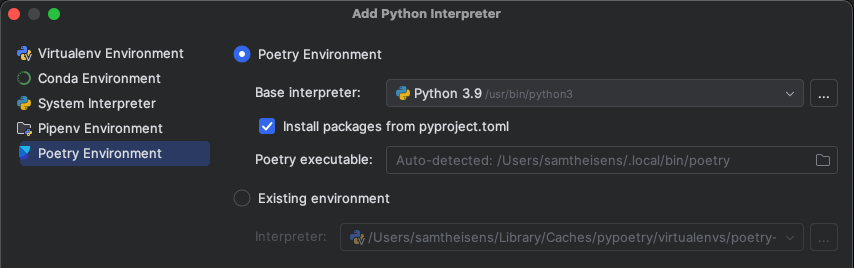 Add Python Interpreter
Virtualenv Environment
Conda Environment
System Interpreter
Pipenv Environment
Poetry Environment
Poetry Environment
Base interpreter: Python 3.9 /usr/bin/python3 ...
Install packages from pyproject.toml
Poetry executable: Auto-detected: /Users/samtheisens/.local/bin/poetry
Existing environment
Interpreter: /Users/samtheisens/Library/Caches/pypoetry/virtualenvs/poetry- ...